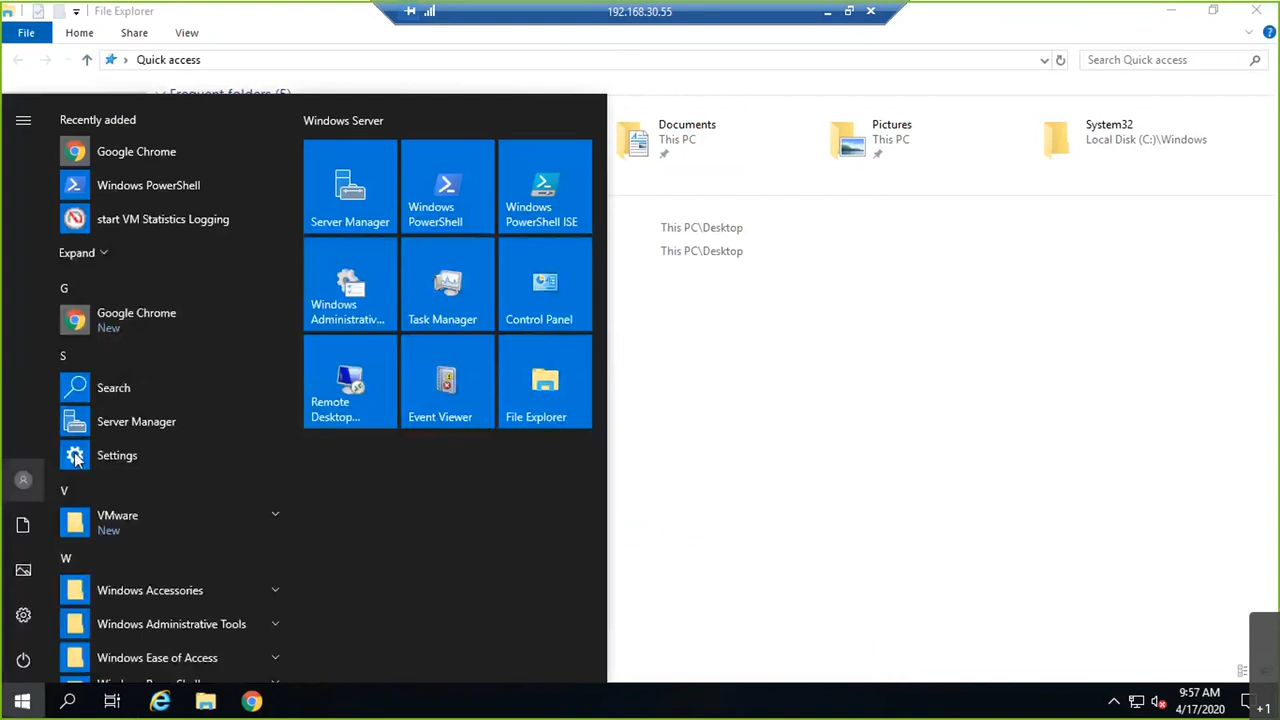 File Explorer
192.168.30.55
File
Home
Share
View
Quick access
Search Quick access
Frequent folders (5)
Documents
This PC
Pictures
This PC
System32
Local Disk (C:)\Windows
This PC\Desktop
This PC\Desktop
Recently added
Google Chrome
Windows PowerShell
start VM Statistics Logging
Expand
G
Google Chrome
New
S
Search
Server Manager
Settings
V
VMware
New
W
Windows Accessories
Windows Administrative Tools
Windows Ease of Access
Windows Server
Server Manager
Windows
PowerShell
Windows
PowerShell ISE
Windows
Administrativ...
Task Manager
Control Panel
Remote
Desktop...
Event Viewer
File Explorer
9:57 AM
4/17/2020
+1